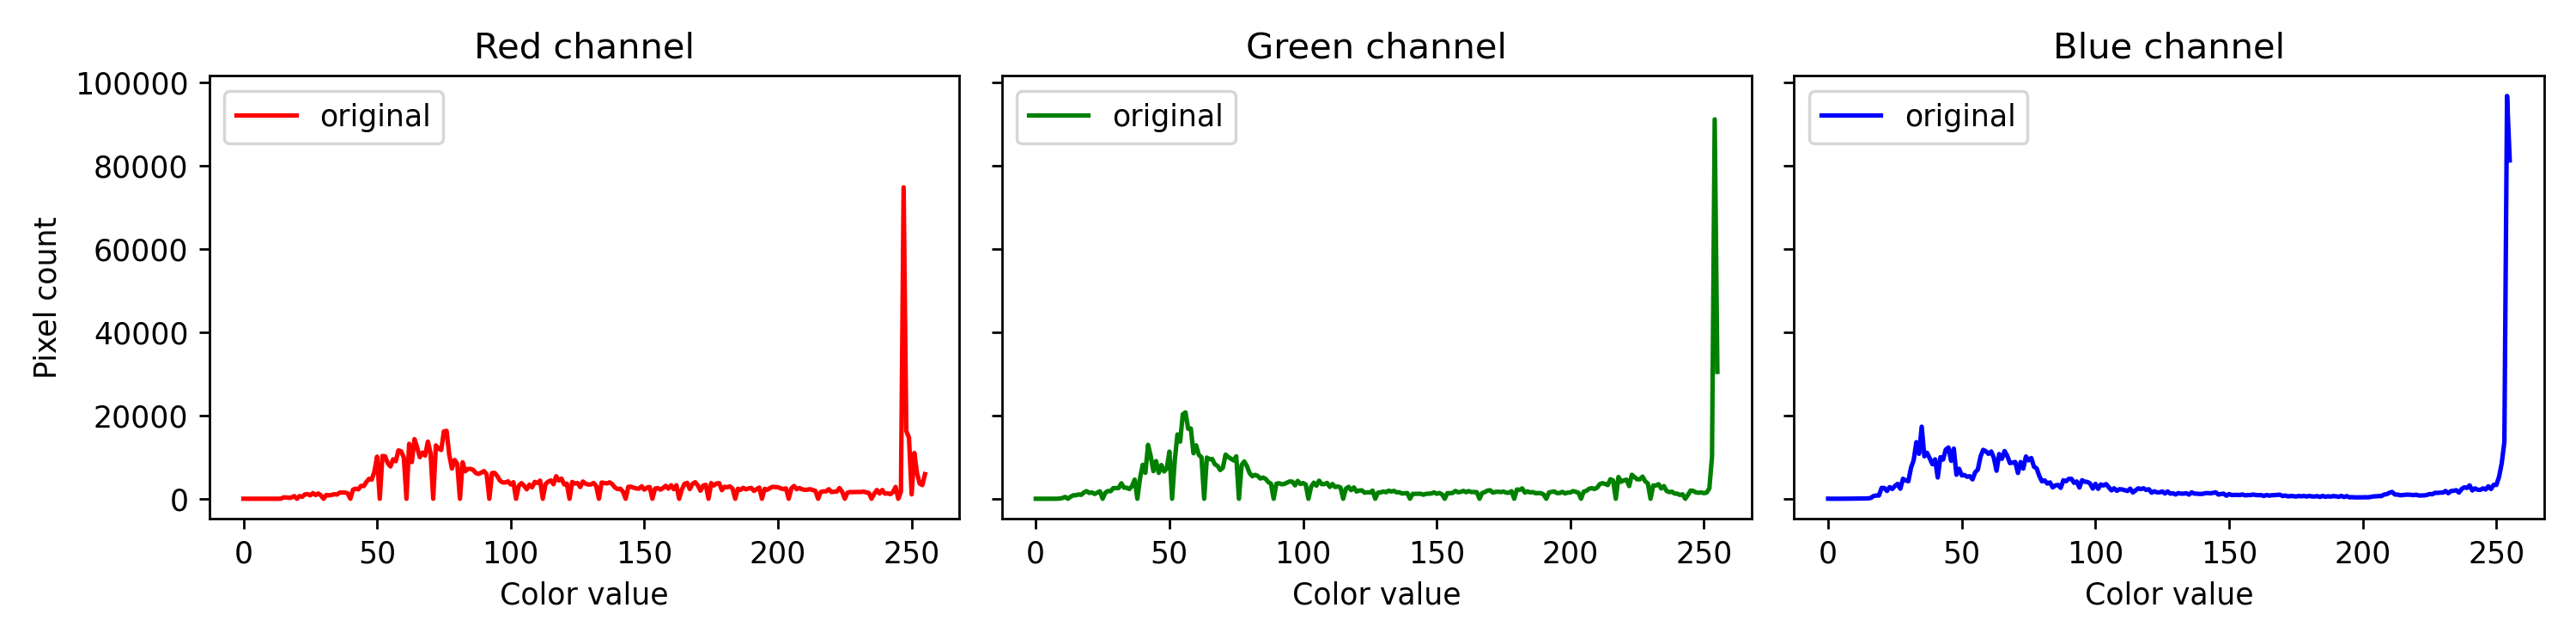 Red channel
Green channel
Blue channel
100000
80000
60000
40000
20000
0
Pixel count
original
original
original
0 50 100 150 200 250
0 50 100 150 200 250
0 50 100 150 200 250
Color value
Color value
Color value